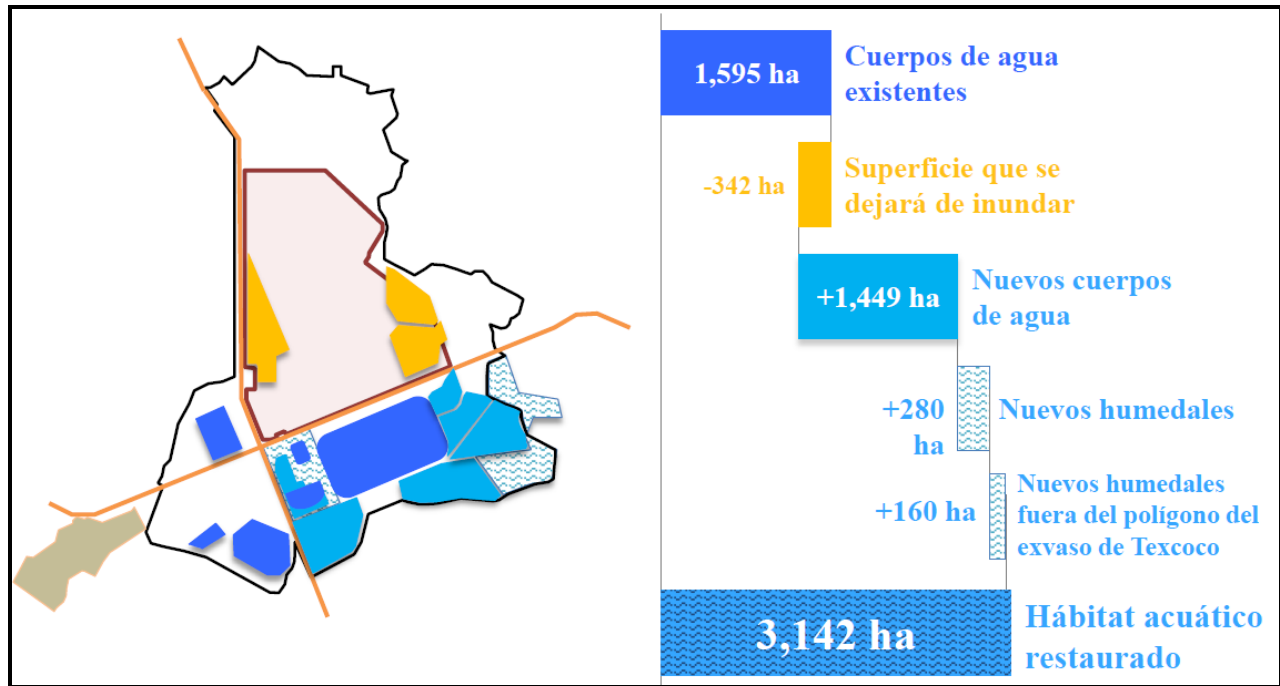 1,595 ha
Cuerpos de agua
existentes
-342 ha
Superficie que se
dejará de inundar
+1,449 ha
Nuevos cuerpos
de agua
+280
ha
Nuevos humedales
+160 ha
Nuevos humedales
fuera del polígono del
exvaso de Texcoco
3,142 ha
Hábitat acuático
restaurado